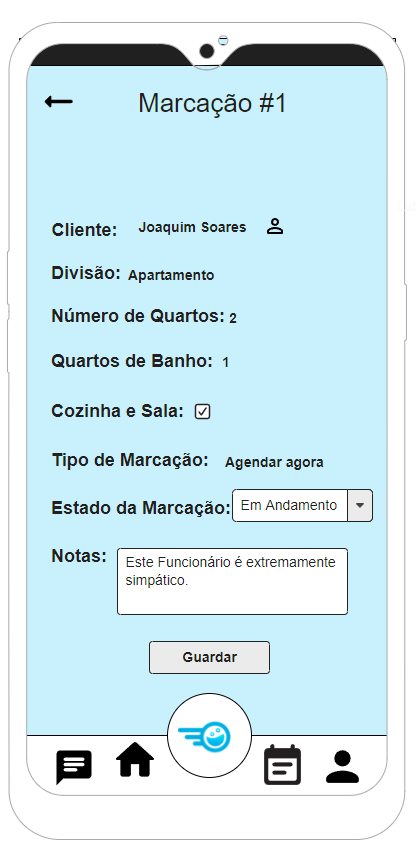 Marcação #1
Cliente: Joaquim Soares
Divisão: Apartamento
Número de Quartos: 2
Quartos de Banho: 1
Cozinha e Sala:
Tipo de Marcação: Agendar agora
Estado da Marcação: Em Andamento
Notas: Este Funcionário é extremamente
simpático.
Guardar